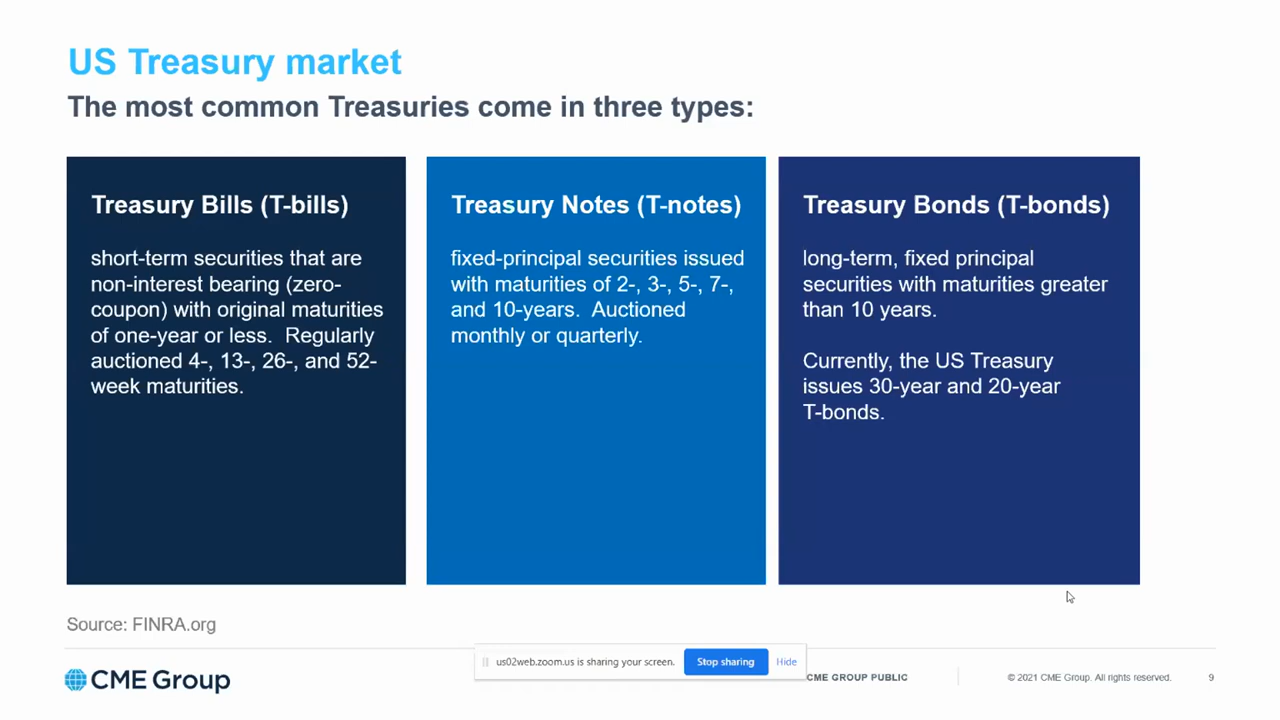 US Treasury market
The most common Treasuries come in three types:
Treasury Bills (T-bills)
short-term securities that are
non-interest bearing (zero-
coupon) with original maturities
of one-year or less.  Regularly
auctioned 4-, 13-, 26-, and 52-
week maturities.
Treasury Notes (T-notes)
fixed-principal securities issued
with maturities of 2-, 3-, 5-, 7-,
and 10-years.  Auctioned
monthly or quarterly.
Treasury Bonds (T-bonds)
long-term, fixed principal
securities with maturities greater
than 10 years.
Currently, the US Treasury
issues 30-year and 20-year
T-bonds.
Source: FINRA.org
us02web.zoom.us is sharing your screen.
Stop sharing
Hide
CME Group
CME GROUP PUBLIC
© 2021 CME Group. All rights reserved.
9